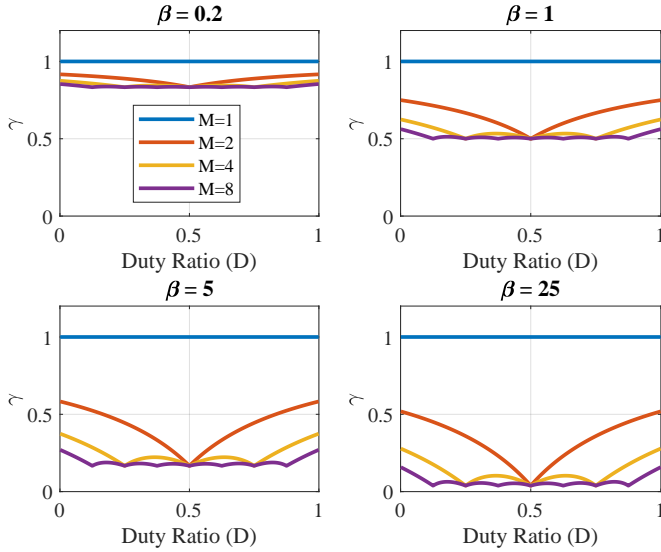 β = 0.2
γ
1
0.5
0
M=1
M=2
M=4
M=8
0
0.5
1
Duty Ratio (D)
β = 1
γ
1
0.5
0
0
0.5
1
Duty Ratio (D)
β = 5
γ
1
0.5
0
0
0.5
1
Duty Ratio (D)
β = 25
γ
1
0.5
0
0
0.5
1
Duty Ratio (D)